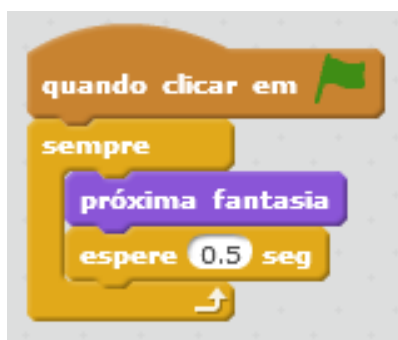 quando clicar em
sempre
próxima fantasia
espere 0.5 seg